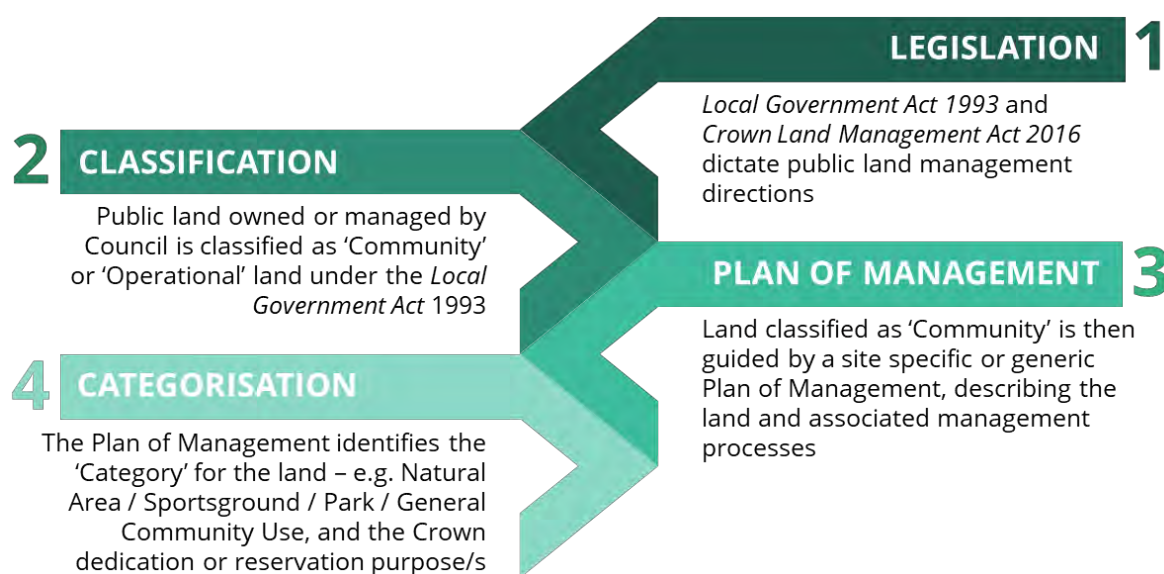 LEGISLATION 1
Local Government Act 1993 and
Crown Land Management Act 2016
dictate public land management
directions
2 CLASSIFICATION
Public land owned or managed by
Council is classified as ‘Community’
or ‘Operational’ land under the Local
Government Act 1993
PLAN OF MANAGEMENT 3
Land classified as ‘Community’ is then
guided by a site specific or generic
Plan of Management, describing the
land and associated management
processes
4 CATEGORISATION
The Plan of Management identifies the
‘Category’ for the land – e.g. Natural
Area / Sportsground / Park / General
Community Use, and the Crown
dedication or reservation purpose/s